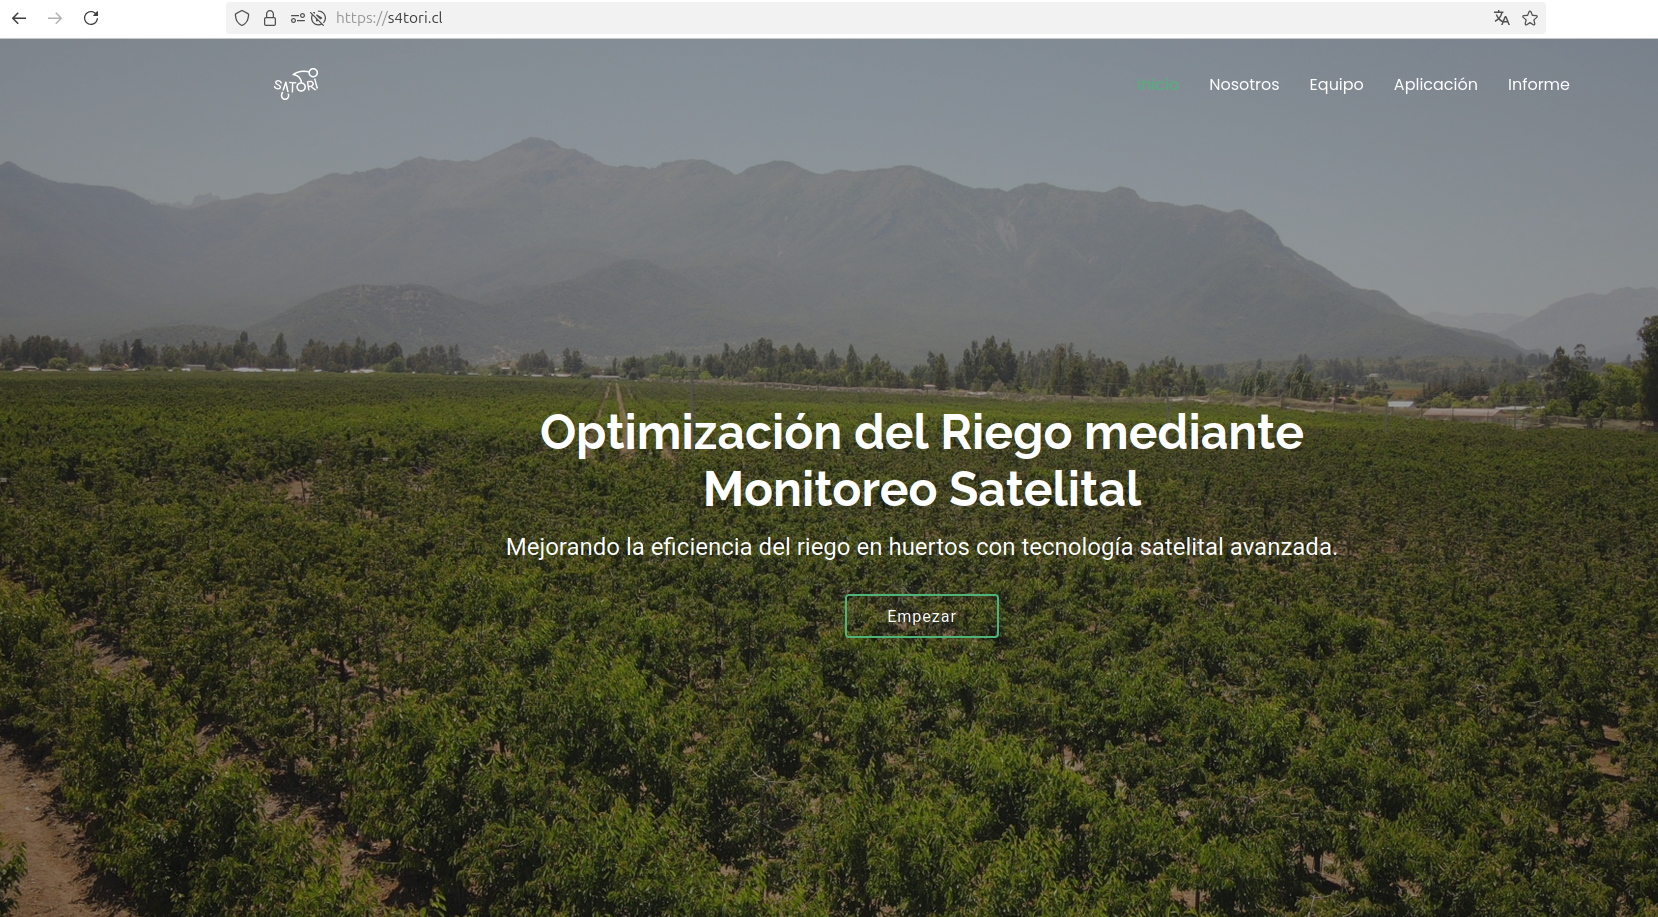 https://s4tori.cl
SATORI
Inicio Nosotros Equipo Aplicación Informe
Optimización del Riego mediante
Monitoreo Satelital
Mejorando la eficiencia del riego en huertos con tecnología satelital avanzada.
Empezar